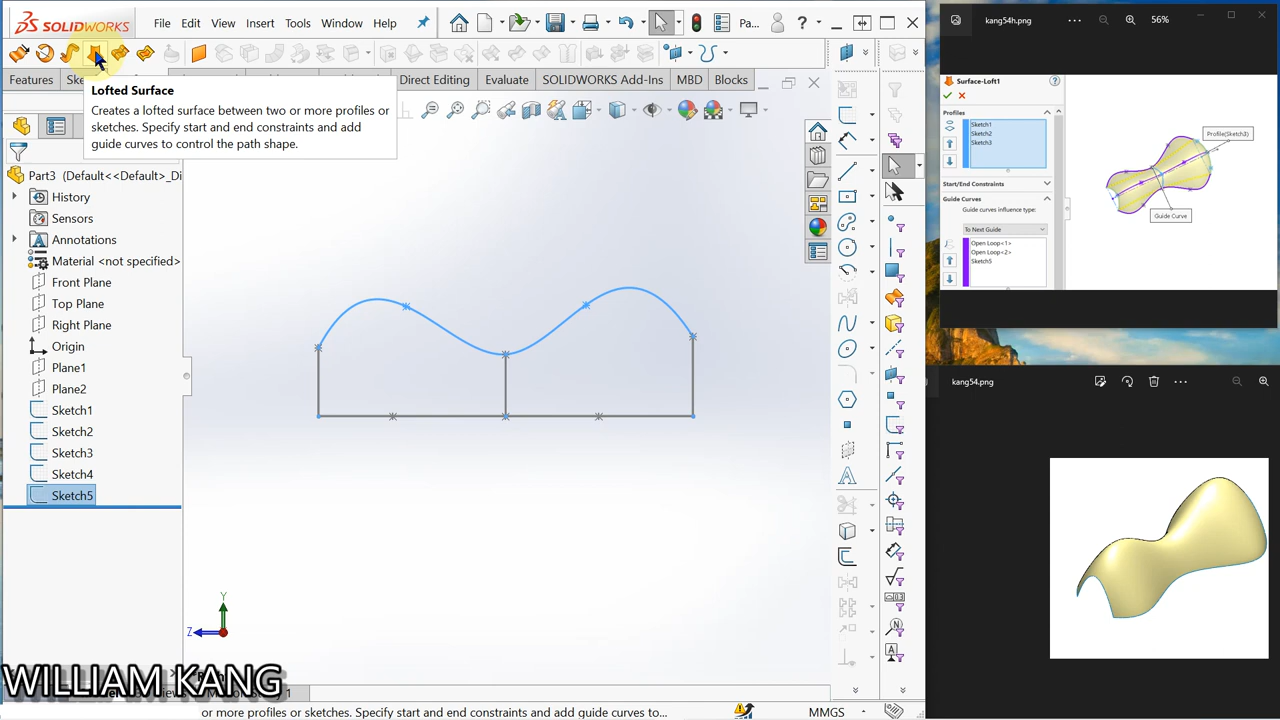 SOLIDWORKS
File Edit View Insert Tools Window Help
Pa...
?
Features
Direct Editing
Evaluate
SOLIDWORKS Add-Ins
MBD
Blocks
Lofted Surface
Creates a lofted surface between two or more profiles or
sketches. Specify start and end constraints and add
guide curves to control the path shape.
Part3 (Default<<Default>_Di
History
Sensors
Annotations
Material <not specified>
Front Plane
Top Plane
Right Plane
Origin
Plane1
Plane2
Sketch1
Sketch2
Sketch3
Sketch4
Sketch5
Y
Z
WILLIAM KANG
or more profiles or sketches. Specify start and end constraints and add guide curves to co...
MMGS
kang54h.png
56%
Surface-Loft1
Profiles
Sketch1
Sketch2
Sketch3
Start/End Constraints
Guide Curves
Guide curves influence type:
To Next Guide
Open Loop<1>
Open Loop<2>
Sketch5
Profile(Sketch3)
Guide Curve
kang54.png